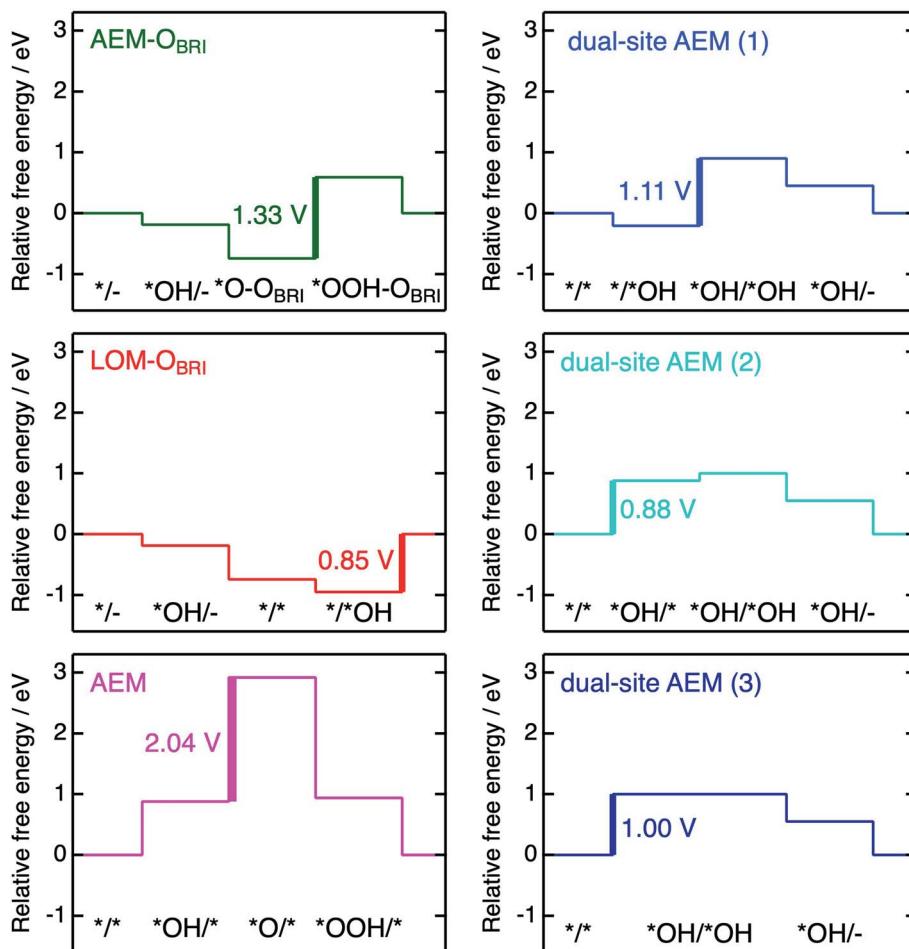 Relative free energy / eV
3
2
1
0
-1
AEM-O_BRI
1.33 V
*/- *OH/- *O-O_BRI *OOH-O_BRI
Relative free energy / eV
3
2
1
0
-1
dual-site AEM (1)
1.11 V
*/* */*OH *OH/*OH *OH/-
Relative free energy / eV
3
2
1
0
-1
LOM-O_BRI
0.85 V
*/- *OH/- */* */*OH
Relative free energy / eV
3
2
1
0
-1
dual-site AEM (2)
0.88 V
*/* *OH/* *OH/*OH *OH/-
Relative free energy / eV
3
2
1
0
-1
AEM
2.04 V
*/* *OH/* *O/* *OOH/*
Relative free energy / eV
3
2
1
0
-1
dual-site AEM (3)
1.00 V
*/* *OH/*OH *OH/-